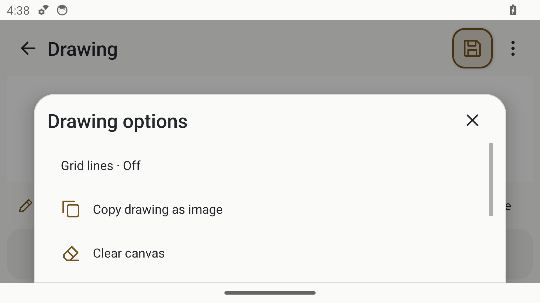 4:38
Drawing
Drawing options
Grid lines · Off
Copy drawing as image
Clear canvas